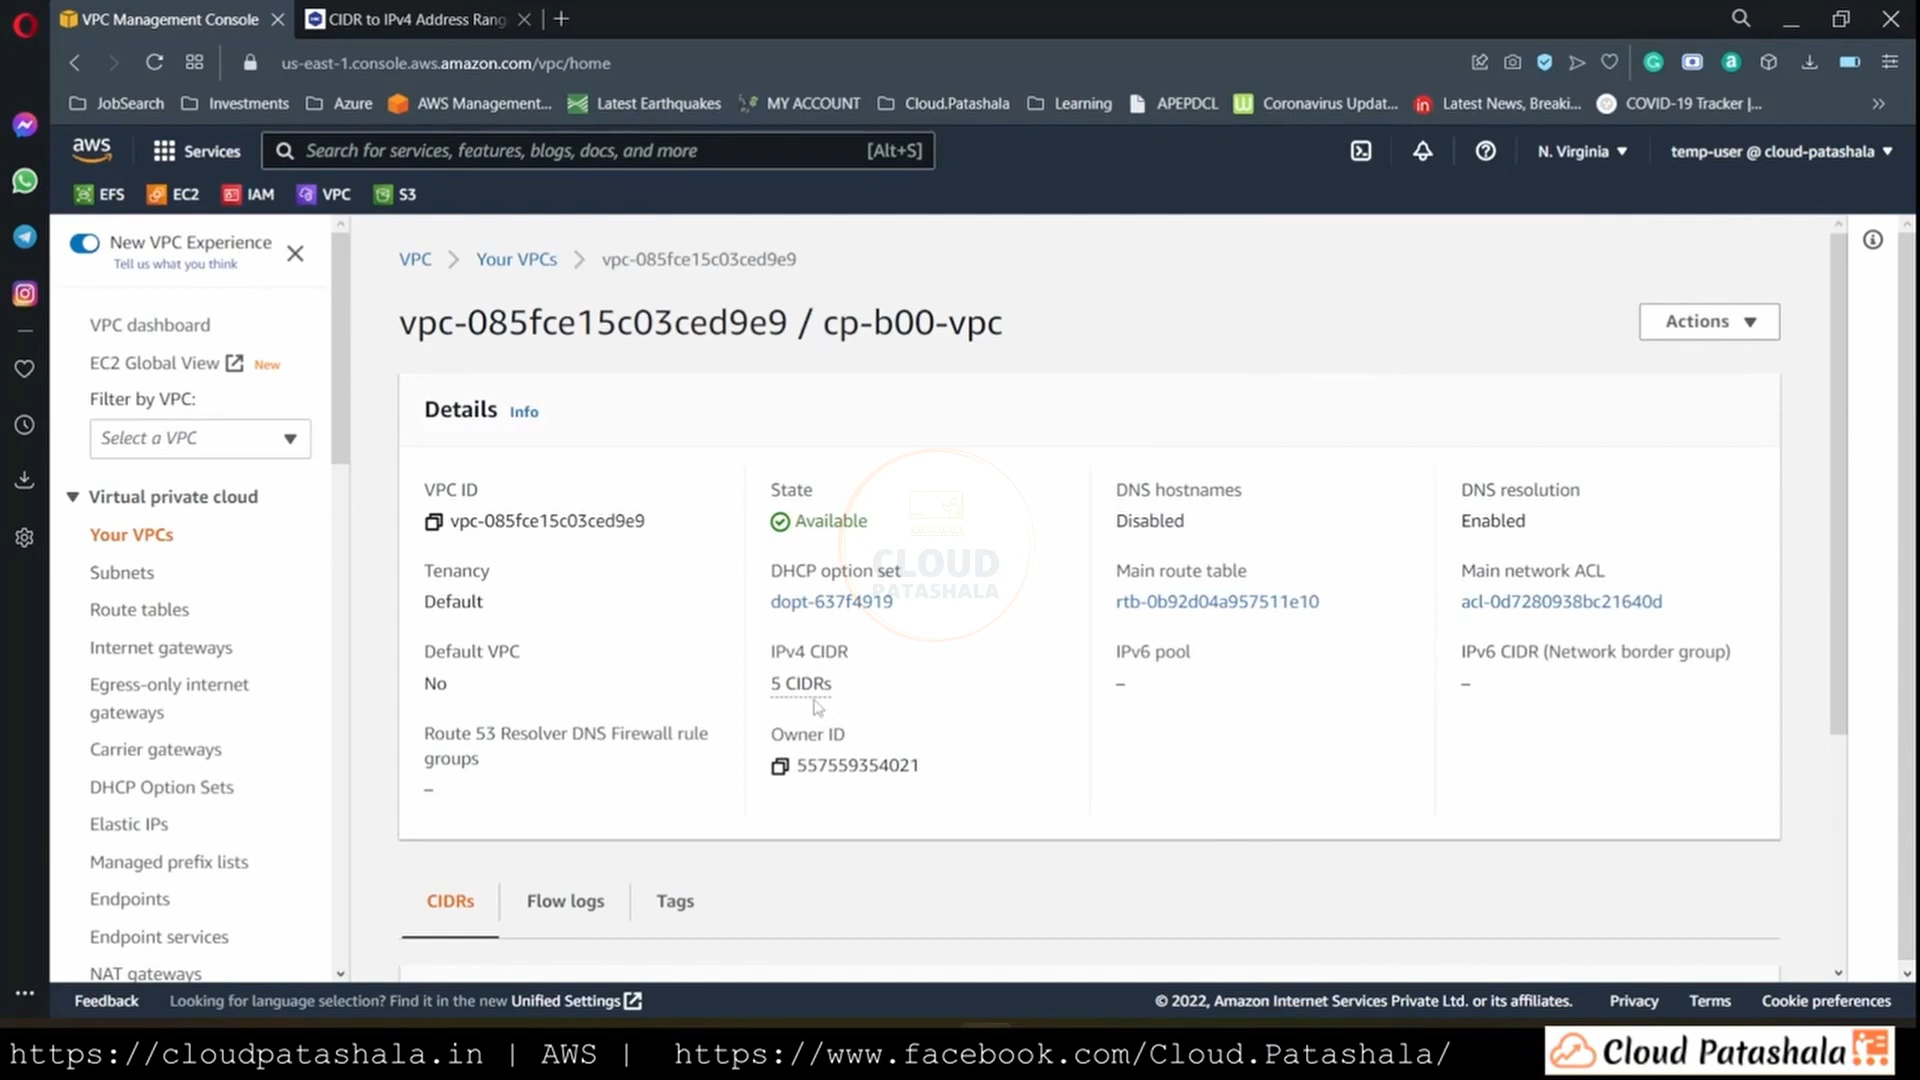 VPC Management Console
CIDR to IPv4 Address Rang
us-east-1.console.aws.amazon.com/vpc/home
JobSearch Investments Azure AWS Management... Latest Earthquakes MY ACCOUNT Cloud.Patashala Learning APEPDCL Coronavirus Updat... Latest News, Breaki... COVID-19 Tracker |...
aws Services Search for services, features, blogs, docs, and more [Alt+S] N. Virginia temp-user @ cloud-patashala
EFS EC2 IAM VPC S3
New VPC Experience
Tell us what you think
VPC dashboard
EC2 Global View New
Filter by VPC:
Select a VPC
Virtual private cloud
Your VPCs
Subnets
Route tables
Internet gateways
Egress-only internet
gateways
Carrier gateways
DHCP Option Sets
Elastic IPs
Managed prefix lists
Endpoints
Endpoint services
NAT gateways
VPC Your VPCs vpc-085fce15c03ced9e9
vpc-085fce15c03ced9e9 / cp-b00-vpc
Actions
Details Info
VPC ID
vpc-085fce15c03ced9e9
State
Available
DNS hostnames
Disabled
DNS resolution
Enabled
Tenancy
Default
DHCP option set
dopt-637f4919
Main route table
rtb-0b92d04a957511e10
Main network ACL
acl-0d7280938bc21640d
Default VPC
No
IPv4 CIDR
5 CIDRs
IPv6 pool
–
IPv6 CIDR (Network border group)
–
Route 53 Resolver DNS Firewall rule
groups
–
Owner ID
557559354021
CLOUD
PATASHALA
CIDRs Flow logs Tags
Feedback Looking for language selection? Find it in the new Unified Settings © 2022, Amazon Internet Services Private Ltd. or its affiliates. Privacy Terms Cookie preferences
https://cloudpatashala.in | AWS | https://www.facebook.com/Cloud.Patashala/
Cloud Patashala